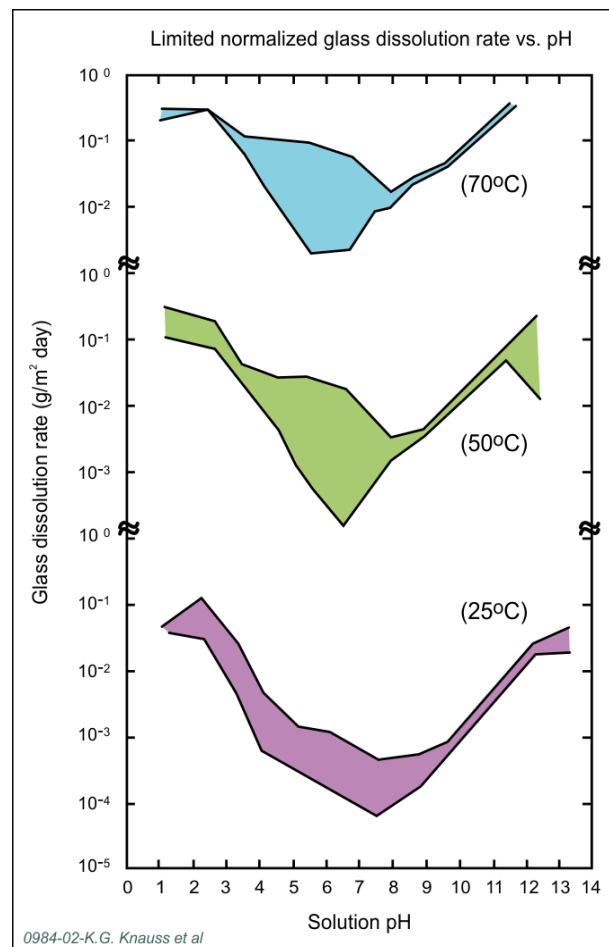 Limited normalized glass dissolution rate vs. pH
Glass dissolution rate (g/m² day)
10⁰
10⁻¹
10⁻²
(70ºC)
10⁰
10⁻¹
10⁻²
10⁻³
(50ºC)
10⁰
10⁻¹
10⁻²
10⁻³
10⁻⁴
10⁻⁵
(25ºC)
0 1 2 3 4 5 6 7 8 9 10 11 12 13 14
Solution pH
0984-02-K.G. Knauss et al